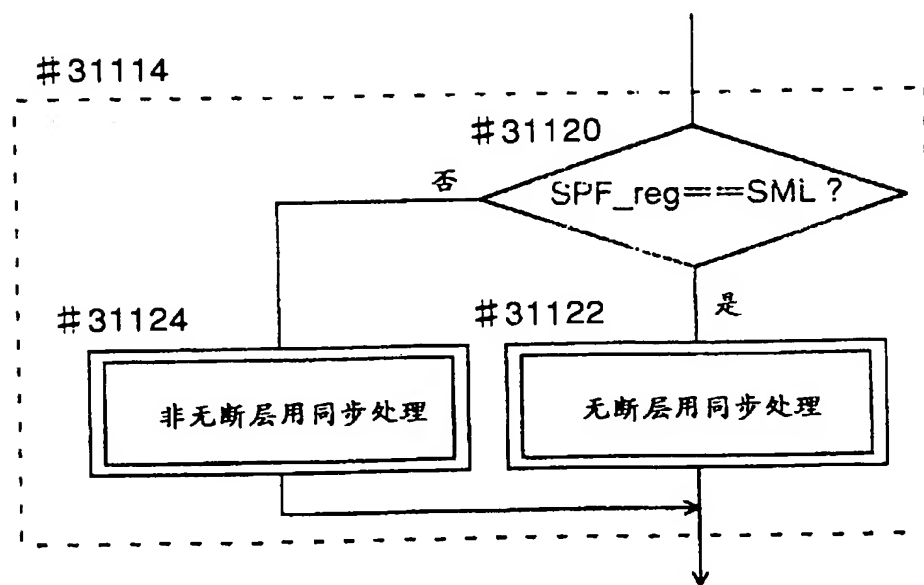 #31114
#31120
否
SPF_reg==SML?
#31124
#31122
是
非无断层用同步处理
无断层用同步处理